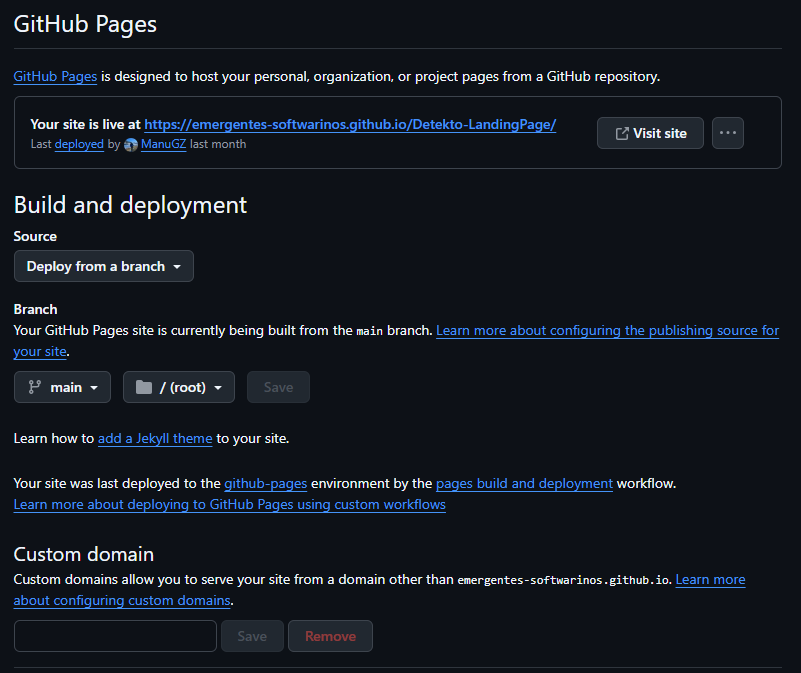 GitHub Pages
GitHub Pages is designed to host your personal, organization, or project pages from a GitHub repository.
Your site is live at https://emergentes-softwarinos.github.io/Detekto-LandingPage/
Last deployed by ManuGZ last month
Visit site
Build and deployment
Source
Deploy from a branch
Branch
Your GitHub Pages site is currently being built from the main branch. Learn more about configuring the publishing source for
your site.
main
/ (root)
Save
Learn how to add a Jekyll theme to your site.
Your site was last deployed to the github-pages environment by the pages build and deployment workflow.
Learn more about deploying to GitHub Pages using custom workflows
Custom domain
Custom domains allow you to serve your site from a domain other than emergentes-softwarinos.github.io. Learn more
about configuring custom domains.
Save
Remove